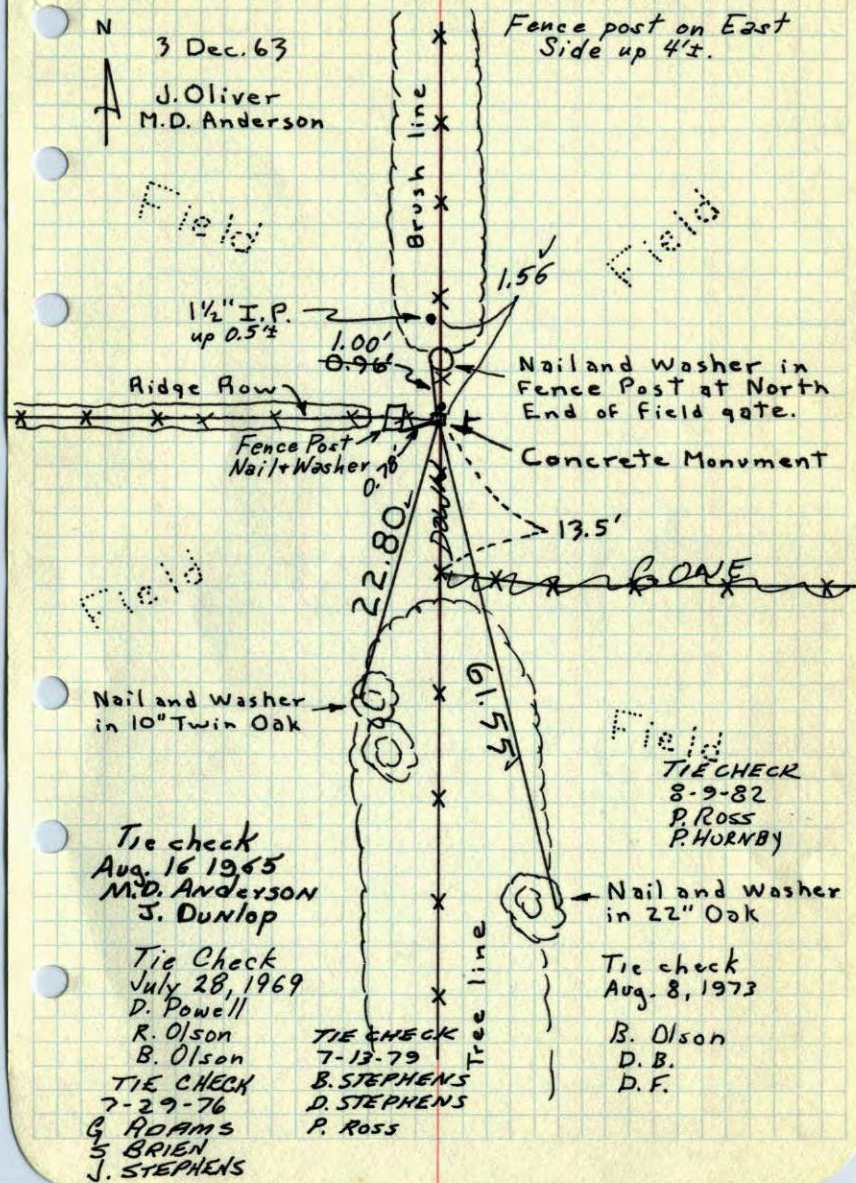 N
3 Dec. 63
J. Oliver
M.D. Anderson
Fence post on East
Side up 4'±.
Brush line
Field
Field
1.56
1½" I.P.
up 0.5'±
1.00'
0.96'
Nail and Washer in
Fence Post at North
End of field gate.
Ridge Row
Fence Post
Nail + Washer
0.78'
Concrete Monument
DOWN
22.80
13.5'
GONE
Field
61.55
Nail and Washer
in 10" Twin Oak
Field
TIE CHECK
8-9-82
P. ROSS
P. HORNBY
Tie check
Aug. 16 1965
M.D. Anderson
J. Dunlop
Nail and Washer
in 22" Oak
Tree line
Tie Check
July 28, 1969
D. Powell
R. Olson
B. Olson
Tie check
Aug. 8, 1973
B. Olson
D. B.
D. F.
TIE CHECK
7-13-79
B. STEPHENS
D. STEPHENS
P. ROSS
TIE CHECK
7-29-76
G ADAMS
S BRIEN
J. STEPHENS